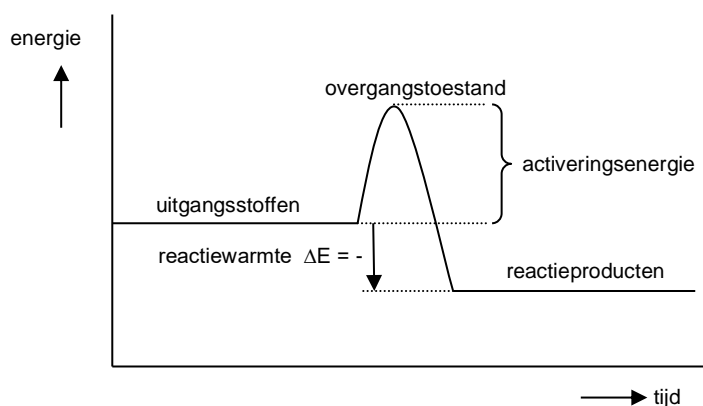 energie
overgangstoestand
activeringsenergie
uitgangsstoffen
reactiewarmte ΔE = -
reactieproducten
tijd